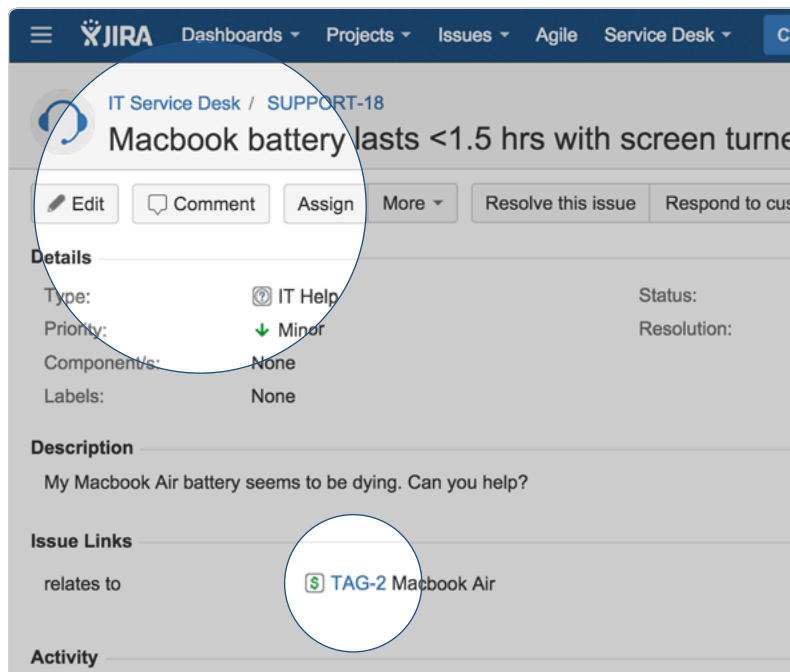 JIRA Dashboards Projects Issues Agile Service Desk C
IT Service Desk / SUPPORT-18
Macbook battery lasts <1.5 hrs with screen turne
Edit Comment Assign More Resolve this issue Respond to cus
Details
Type: IT Help Status:
Priority: Minor Resolution:
Component/s: None
Labels: None
Description
My Macbook Air battery seems to be dying. Can you help?
Issue Links
relates to $ TAG-2 Macbook Air
Activity